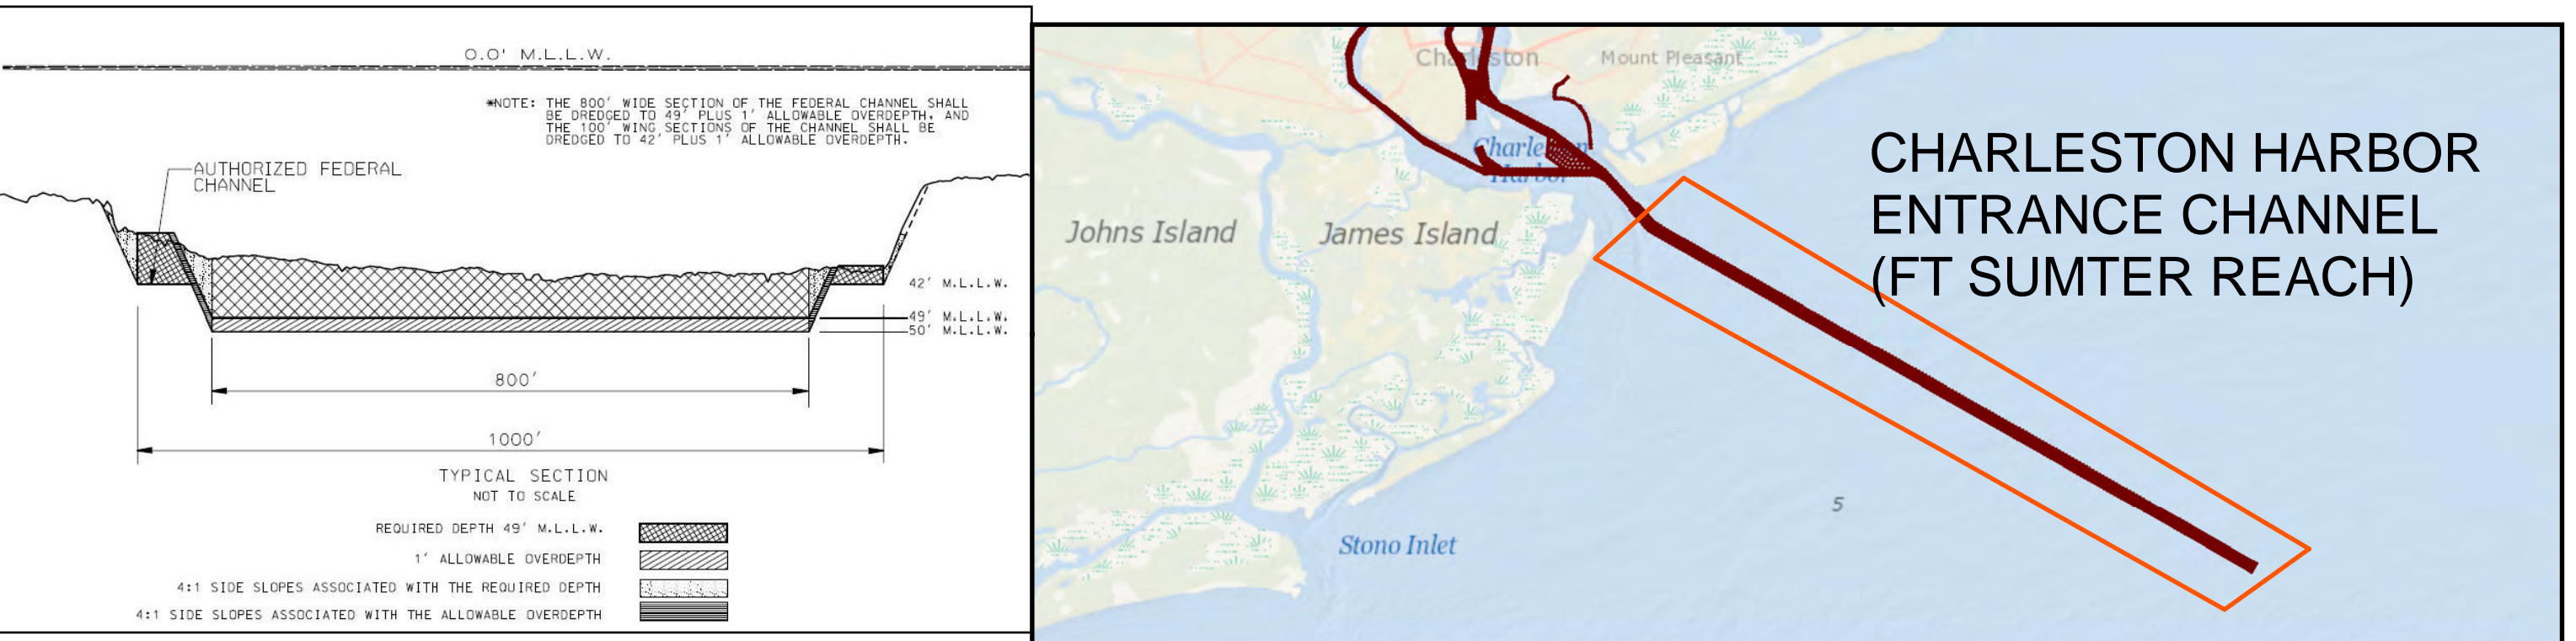 0.0' M.L.L.W.
*NOTE: THE 800' WIDE SECTION OF THE FEDERAL CHANNEL SHALL
BE DREDGED TO 49' PLUS 1' ALLOWABLE OVERDEPTH, AND
THE 100' WING SECTIONS OF THE CHANNEL SHALL BE
DREDGED TO 42' PLUS 1' ALLOWABLE OVERDEPTH.
AUTHORIZED FEDERAL
CHANNEL
42' M.L.L.W.
49' M.L.L.W.
50' M.L.L.W.
800'
1000'
TYPICAL SECTION
NOT TO SCALE
REQUIRED DEPTH 49' M.L.L.W.
1' ALLOWABLE OVERDEPTH
4:1 SIDE SLOPES ASSOCIATED WITH THE REQUIRED DEPTH
4:1 SIDE SLOPES ASSOCIATED WITH THE ALLOWABLE OVERDEPTH
Charleston
Mount Pleasant
Charleston
Harbor
Johns Island
James Island
Stono Inlet
5
CHARLESTON HARBOR
ENTRANCE CHANNEL
(FT SUMTER REACH)